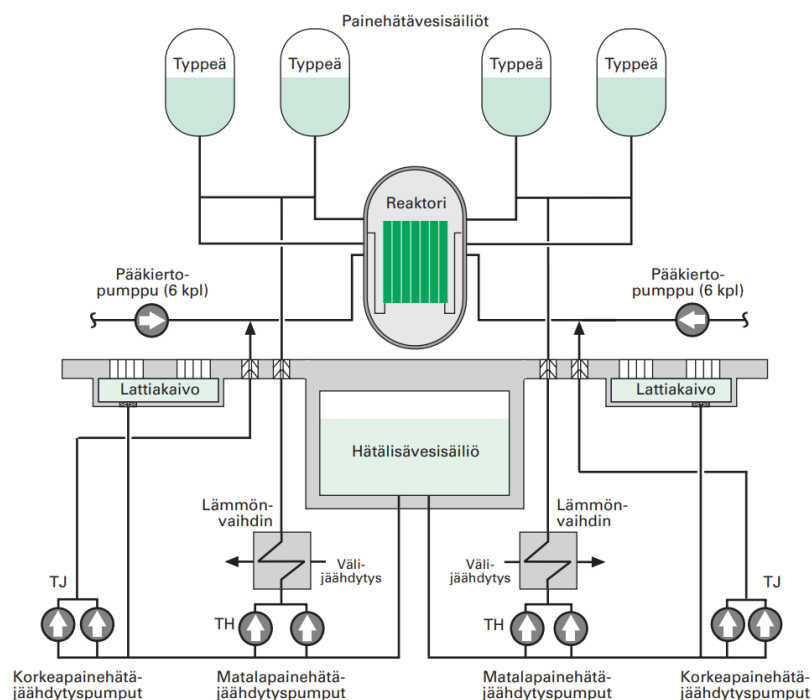 Painehätävesisäiliöt
Typpeä
Typpeä
Typpeä
Typpeä
Reaktori
Pääkierto-
pumppu (6 kpl)
Pääkierto-
pumppu (6 kpl)
Lattiakaivo
Lattiakaivo
Hätälisävesisäiliö
Lämmön-
vaihdin
Lämmön-
vaihdin
Väli-
jäähdytys
Väli-
jäähdytys
TJ
TH
TH
TJ
Korkeapainehätä-
jäähdytyspumput
Matalapainehätä-
jäähdytyspumput
Matalapainehätä-
jäähdytyspumput
Korkeapainehätä-
jäähdytyspumput